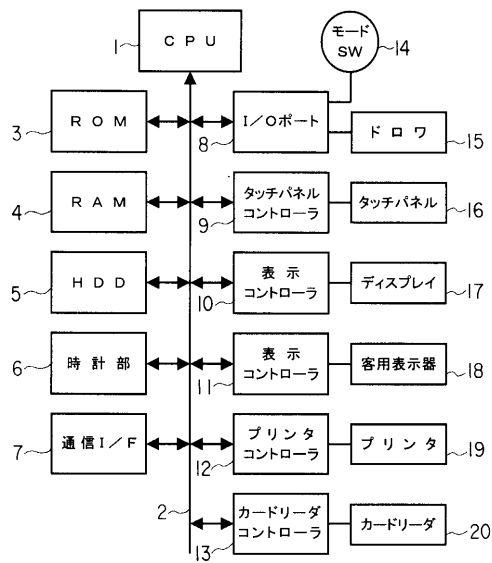 1
CPU
モード
SW
14
3
ROM
I/Oポート
8
ドロワ
15
4
RAM
タッチパネル
コントローラ
9
タッチパネル
16
5
HDD
表示
コントローラ
10
ディスプレイ
17
6
時計部
表示
コントローラ
11
客用表示器
18
7
通信I/F
プリンタ
コントローラ
12
プリンタ
19
2
カードリーダ
コントローラ
13
カードリーダ
20